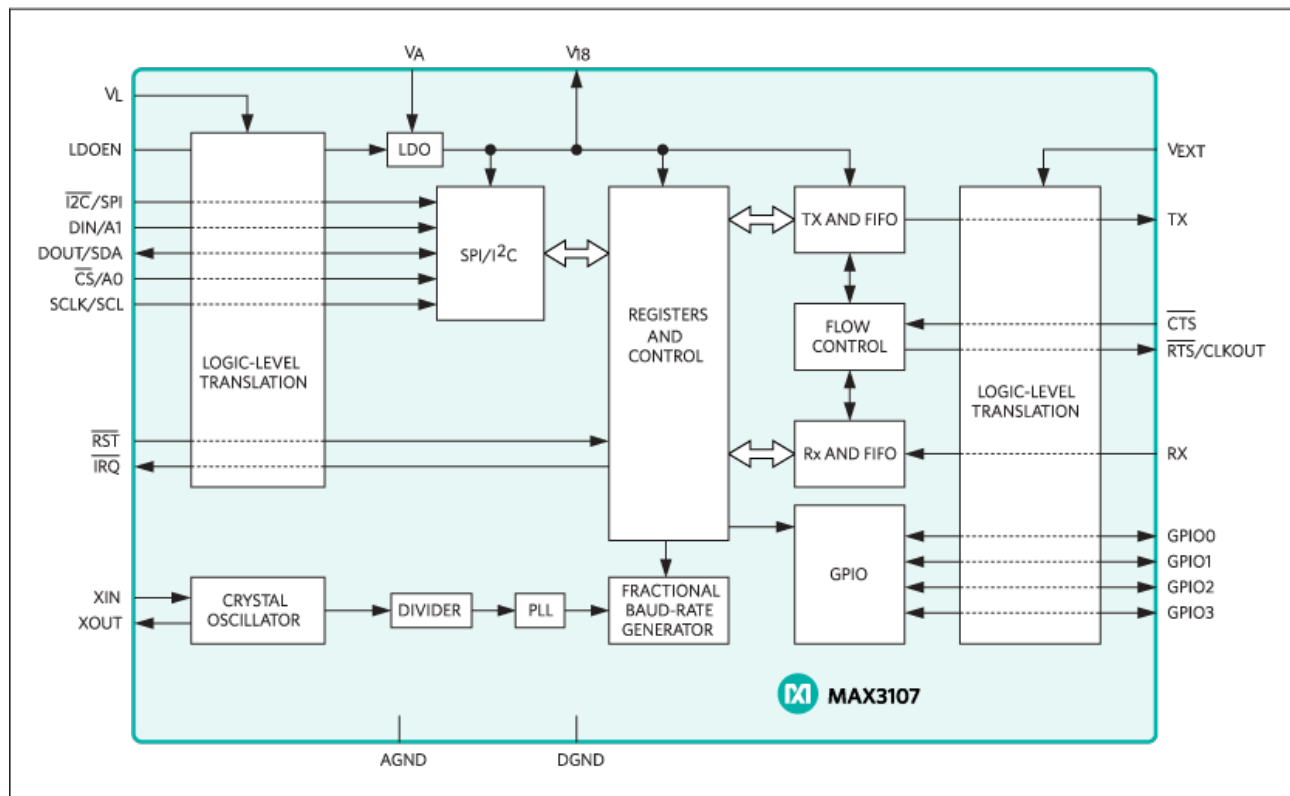 VA
V18
VL
LDOEN
LDO
VEXT
I2C/SPI
DIN/A1
DOUT/SDA
CS/A0
SCLK/SCL
SPI/I²C
TX AND FIFO
TX
REGISTERS
AND
CONTROL
FLOW
CONTROL
CTS
RTS/CLKOUT
LOGIC-LEVEL
TRANSLATION
LOGIC-LEVEL
TRANSLATION
RST
IRQ
Rx AND FIFO
RX
GPIO
GPIO0
GPIO1
GPIO2
GPIO3
XIN
XOUT
CRYSTAL
OSCILLATOR
DIVIDER
PLL
FRACTIONAL
BAUD-RATE
GENERATOR
MAX3107
AGND
DGND